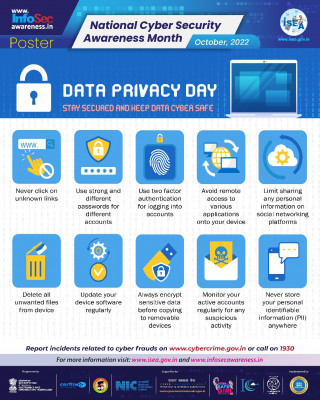 www.
InfoSec
awareness.in
Poster
National Cyber Security
Awareness Month
October, 2022
ISEA
www.isea.gov.in
DATA PRIVACY DAY
STAY SECURED AND KEEP DATA CYBER SAFE
WWW.
Never click on
unknown links
Use strong and
different
passwords for
different
accounts
Use two factor
authentication
for logging into
accounts
Avoid remote
access to
various
applications
onto your device
Limit sharing
any personal
information on
social networking
platforms
Delete all
unwanted files
from device
Update your
device software
regularly
Always encrypt
sensitive data
before copying
to removable
devices
Monitor your
active accounts
regularly for any
suspicious
activity
Never store
your personal
identifiable
information (PII)
anywhere
Report incidents related to cyber frauds on www.cybercrime.gov.in or call on 1930
For more information visit: www.isea.gov.in and www.infosecawareness.in
NIC